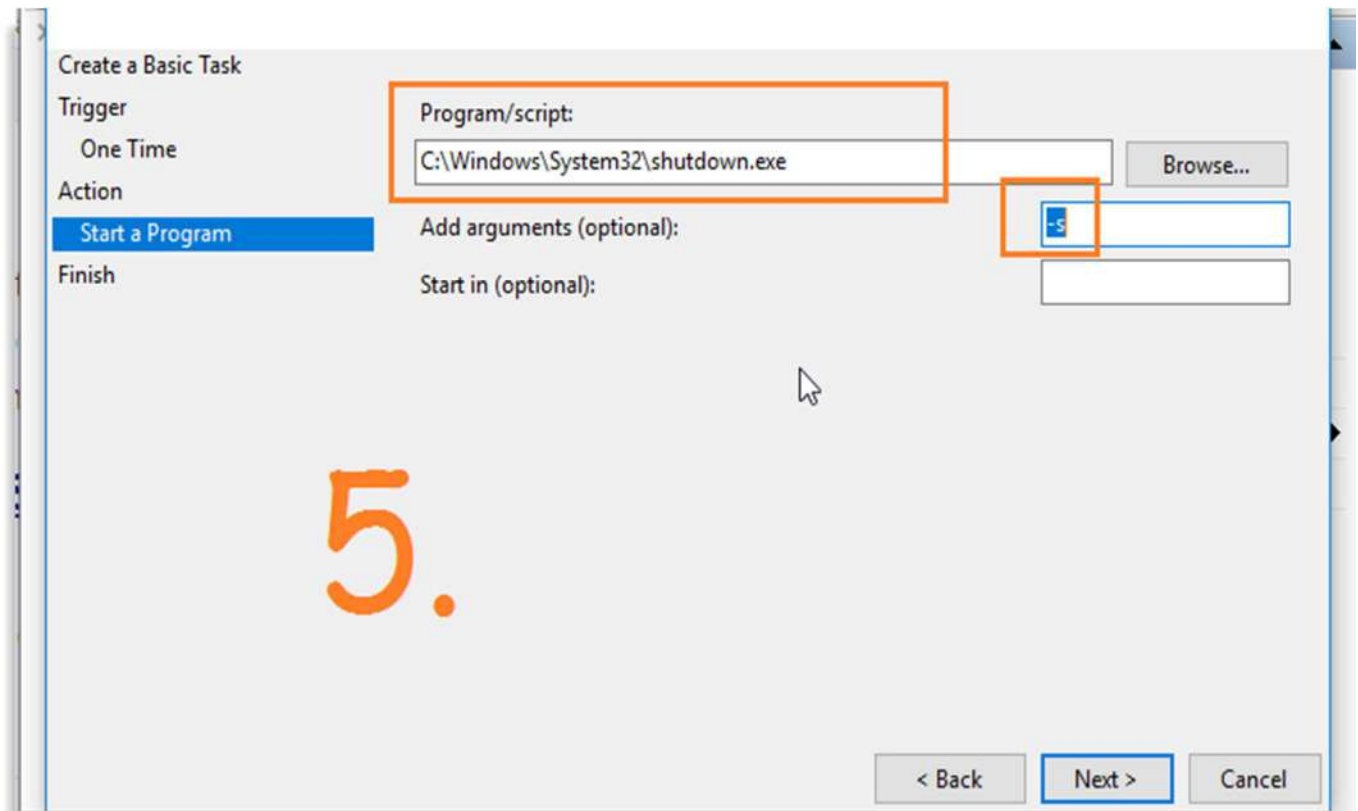 Create a Basic Task
Trigger
One Time
Action
Start a Program
Finish
Program/script:
C:\Windows\System32\shutdown.exe
Browse...
Add arguments (optional):
-s
Start in (optional):
5.
< Back
Next >
Cancel